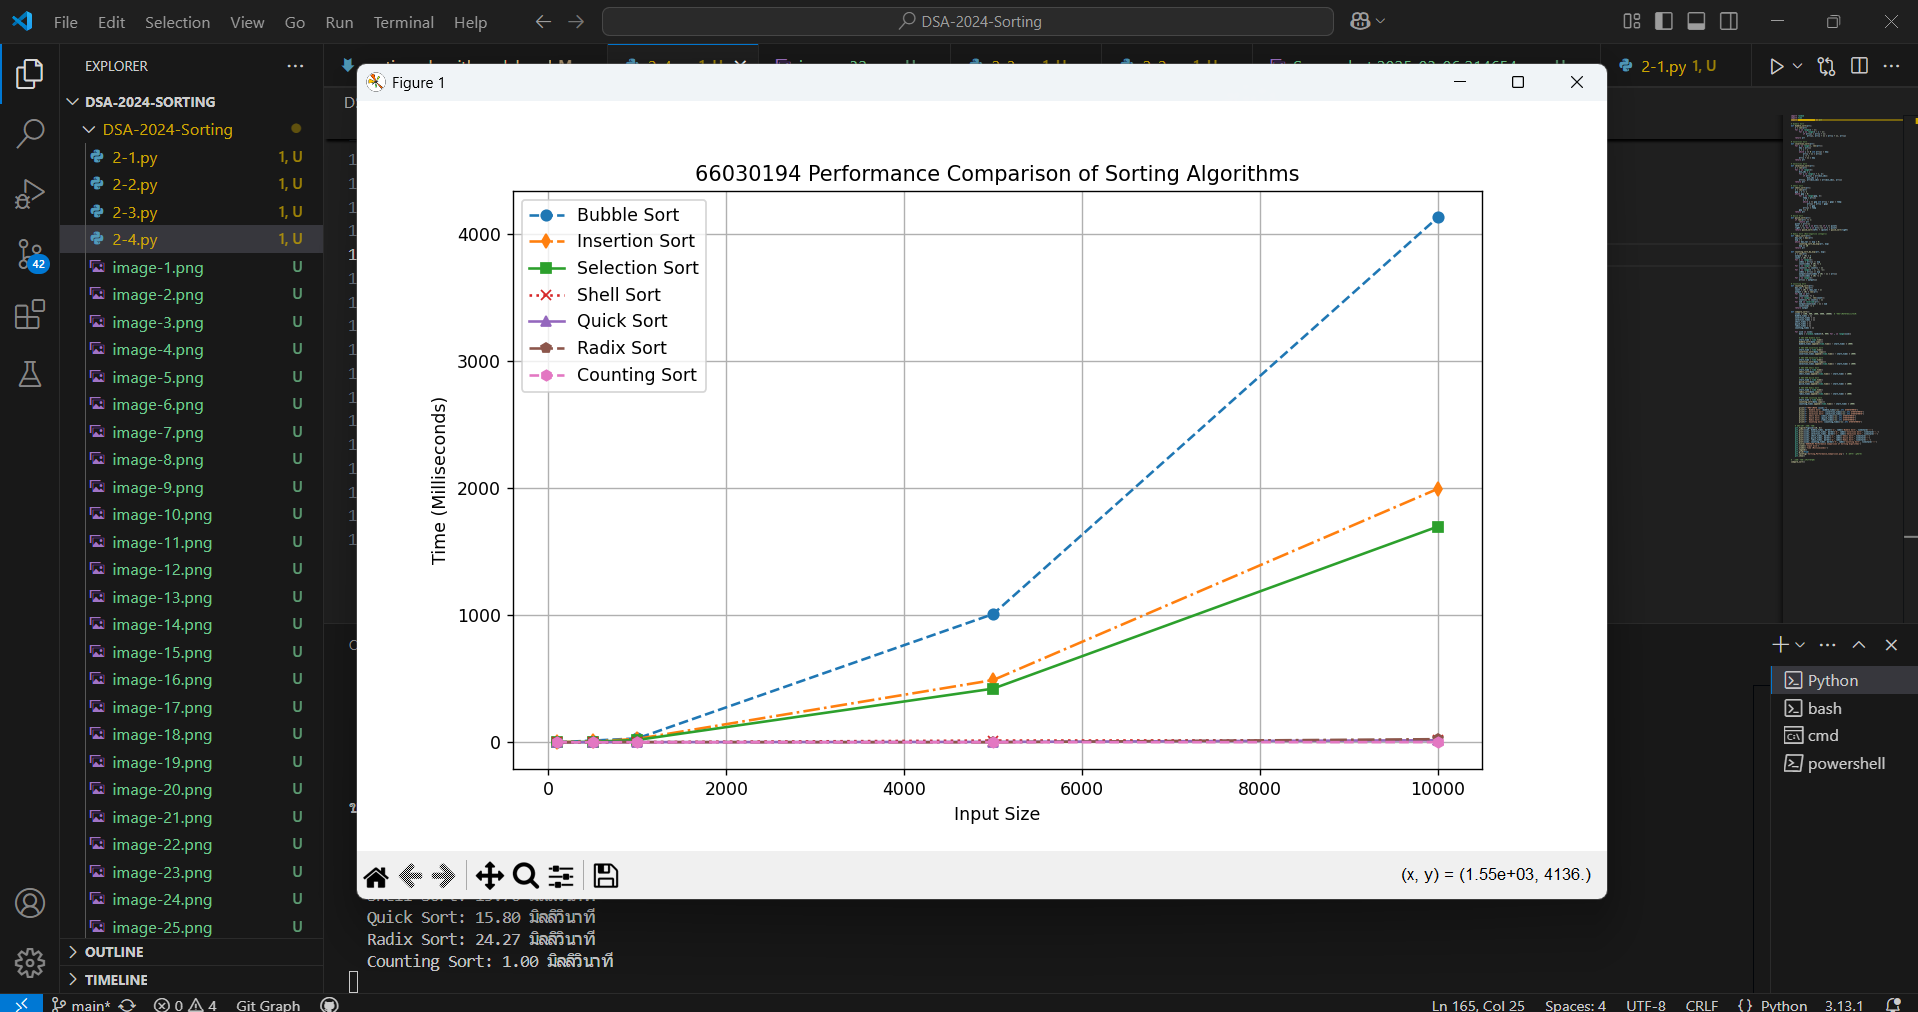 File Edit Selection View Go Run Terminal Help
DSA-2024-Sorting
EXPLORER
DSA-2024-SORTING
DSA-2024-Sorting
2-1.py 1, U
2-2.py 1, U
2-3.py 1, U
2-4.py 1, U
image-1.png U
image-2.png U
image-3.png U
image-4.png U
image-5.png U
image-6.png U
image-7.png U
image-8.png U
image-9.png U
image-10.png U
image-11.png U
image-12.png U
image-13.png U
image-14.png U
image-15.png U
image-16.png U
image-17.png U
image-18.png U
image-19.png U
image-20.png U
image-21.png U
image-22.png U
image-23.png U
image-24.png U
image-25.png U
OUTLINE
TIMELINE
42
2-1.py 1, U
Figure 1
66030194 Performance Comparison of Sorting Algorithms
Bubble Sort
Insertion Sort
Selection Sort
Shell Sort
Quick Sort
Radix Sort
Counting Sort
Time (Milliseconds)
4000
3000
2000
1000
0
0 2000 4000 6000 8000 10000
Input Size
(x, y) = (1.55e+03, 4136.)
Quick Sort: 15.80 มิลลิวินาที
Radix Sort: 24.27 มิลลิวินาที
Counting Sort: 1.00 มิลลิวินาที
Python
bash
cmd
powershell
main* 0 4 Git Graph
Ln 165, Col 25 Spaces: 4 UTF-8 CRLF {} Python 3.13.1